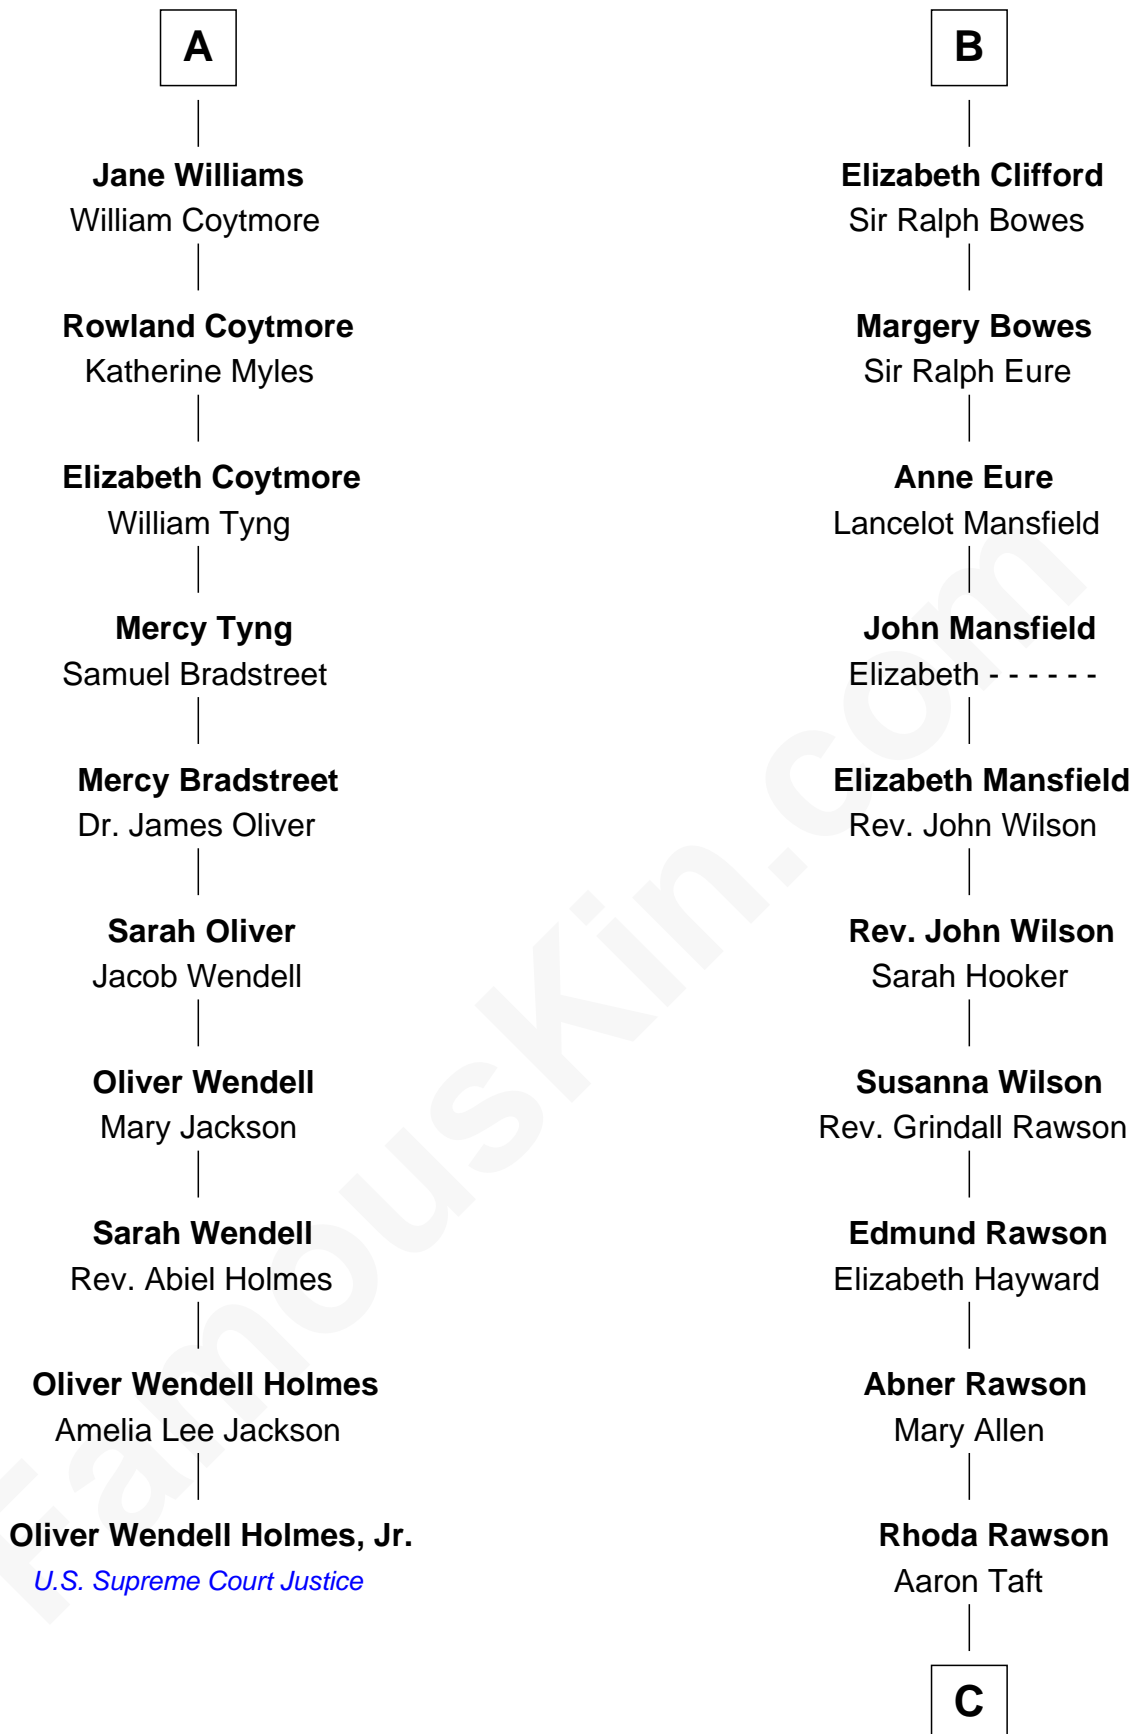 A
Jane Williams
William Coytmore
Rowland Coytmore
Katherine Myles
Elizabeth Coytmore
William Tyng
Mercy Tyng
Samuel Bradstreet
Mercy Bradstreet
Dr. James Oliver
Sarah Oliver
Jacob Wendell
Oliver Wendell
Mary Jackson
Sarah Wendell
Rev. Abiel Holmes
Oliver Wendell Holmes
Amelia Lee Jackson
Oliver Wendell Holmes, Jr.
U.S. Supreme Court Justice
B
Elizabeth Clifford
Sir Ralph Bowes
Margery Bowes
Sir Ralph Eure
Anne Eure
Lancelot Mansfield
John Mansfield
Elizabeth - - - - - -
Elizabeth Mansfield
Rev. John Wilson
Rev. John Wilson
Sarah Hooker
Susanna Wilson
Rev. Grindall Rawson
Edmund Rawson
Elizabeth Hayward
Abner Rawson
Mary Allen
Rhoda Rawson
Aaron Taft
C
FamousKin.com